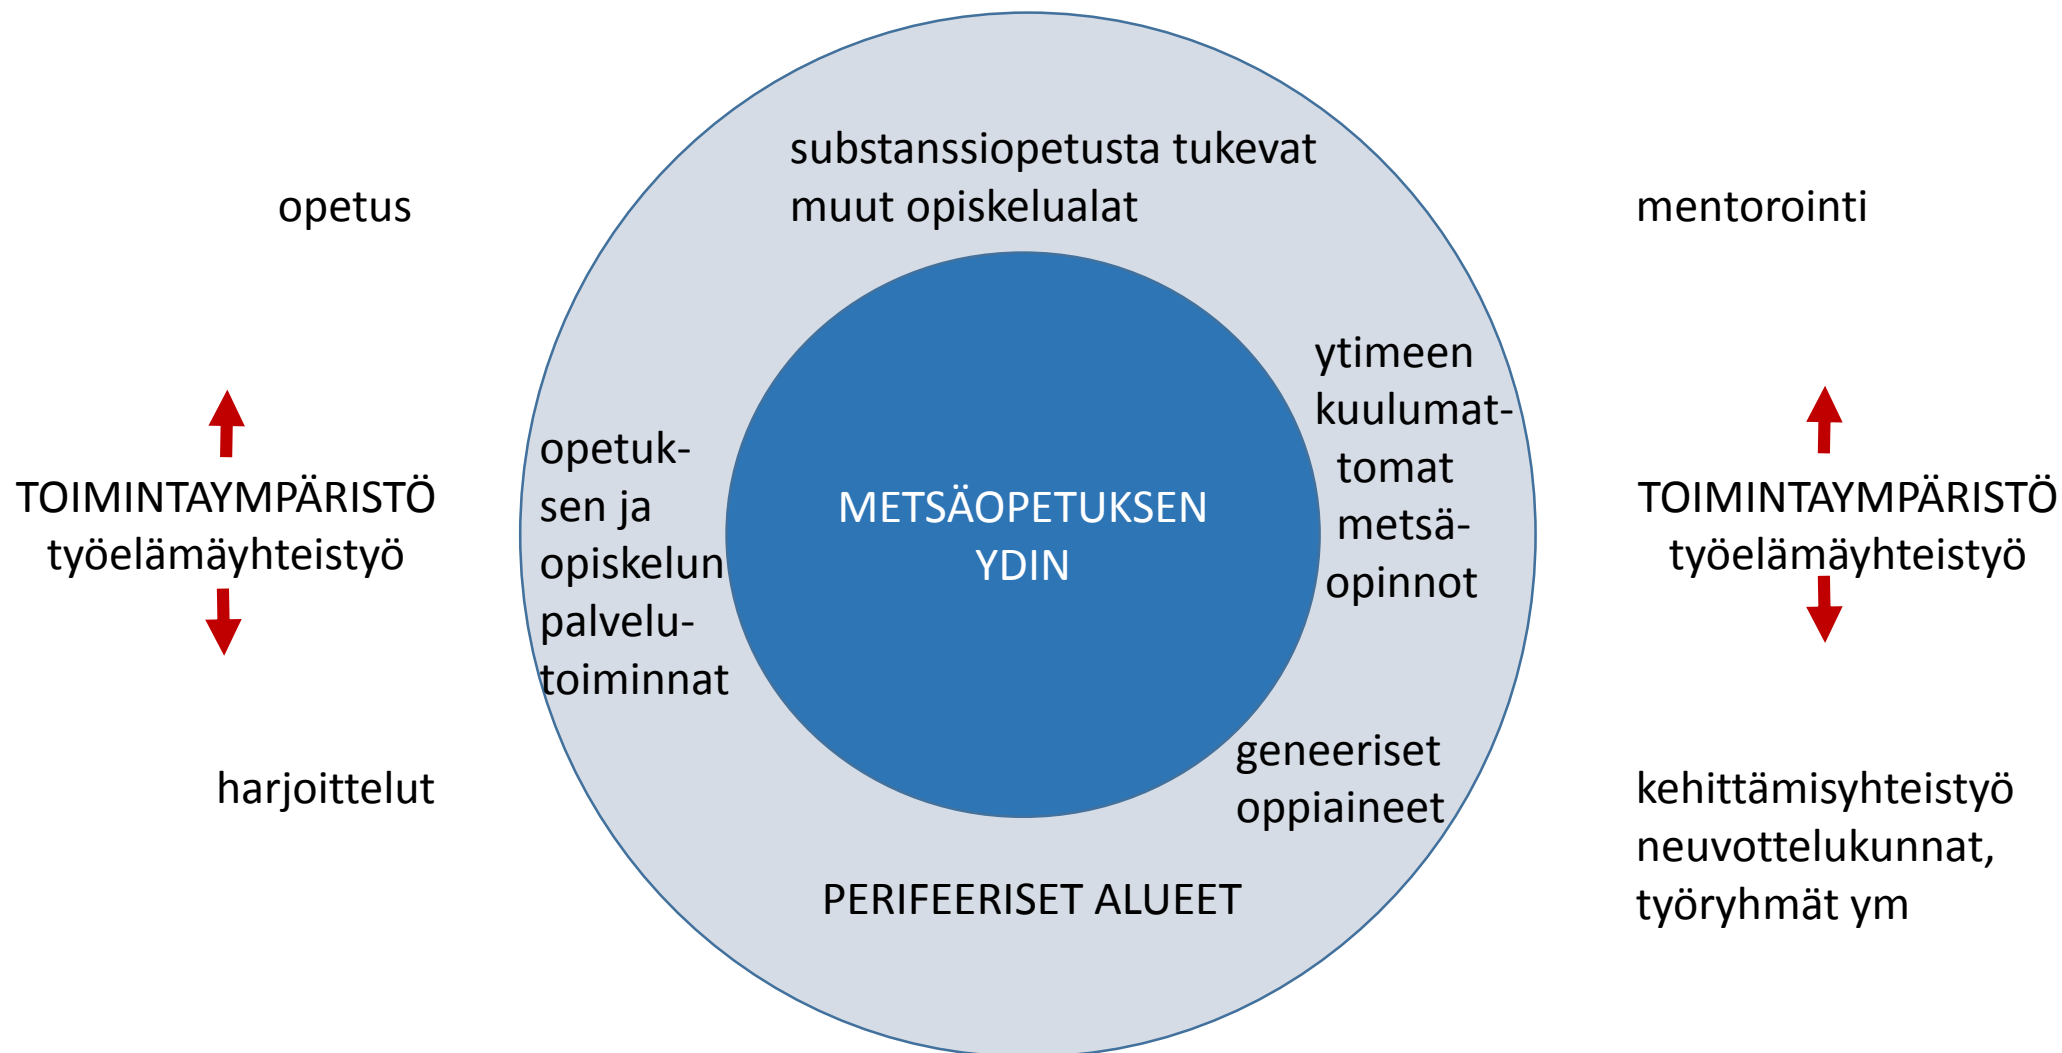 substanssiopetusta tukevat
muut opiskelualat
opetus
mentorointi
ytimeen
kuulumat-
tomat
metsä-
opinnot
opetuk-
sen ja
opiskelun
palvelu-
toiminnat
TOIMINTAYMPÄRISTÖ
työelämäyhteistyö
METSÄOPETUKSEN
YDIN
TOIMINTAYMPÄRISTÖ
työelämäyhteistyö
geneeriset
oppiaineet
harjoittelut
kehittämisyhteistyö
neuvottelukunnat,
työryhmät ym
PERIFEERISET ALUEET